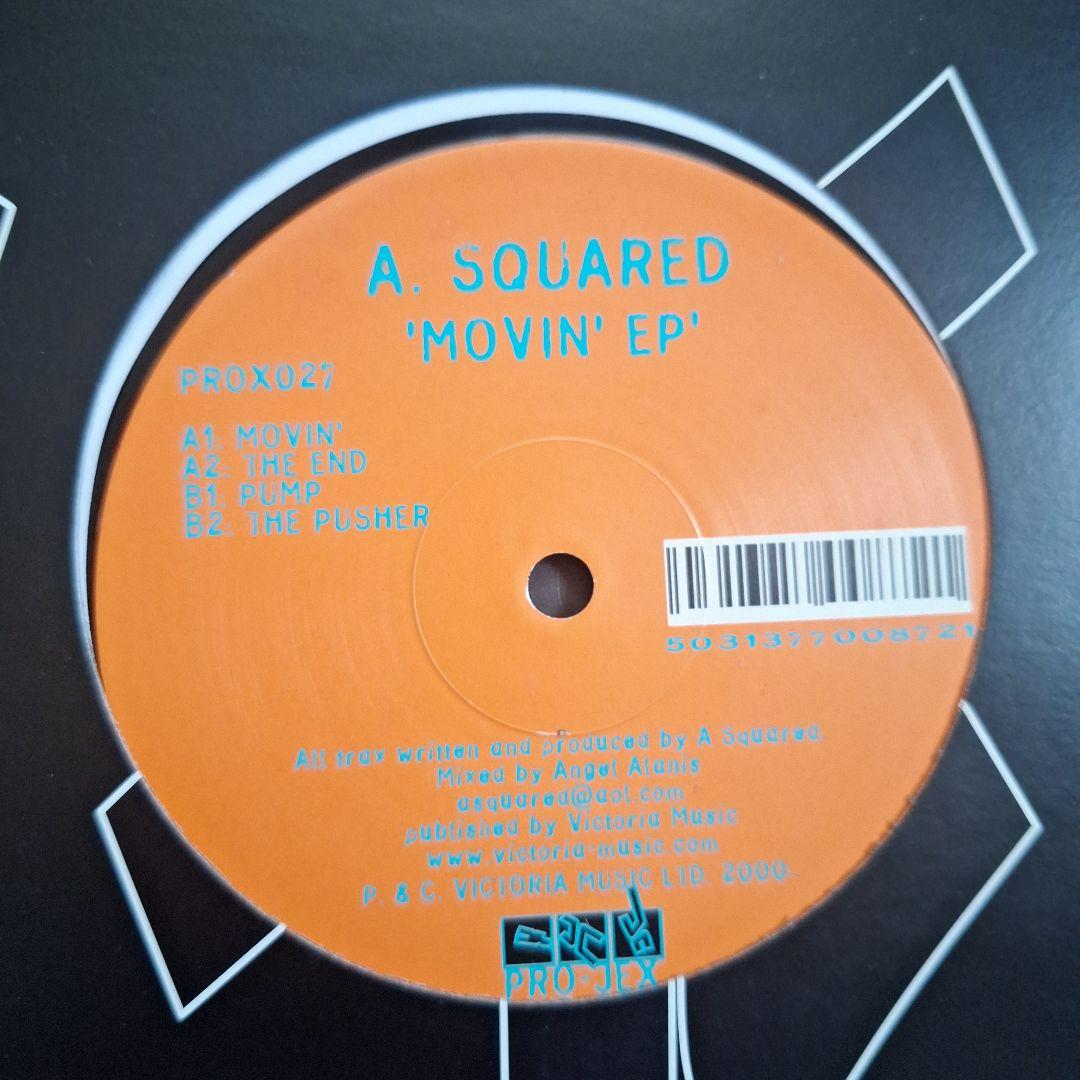 A. SQUARED
'MOVIN' EP'
PROX027
A1: MOVIN'
A2: THE END
B1: PUMP
B2: THE PUSHER
5031377008721
All trax written and produced by A Squared.
Mixed by Angel Alanis
asquared@aol.com
published by Victoria Music
www.victoria-music.com
P. & C. VICTORIA MUSIC LTD. 2000.
PRO-JEX